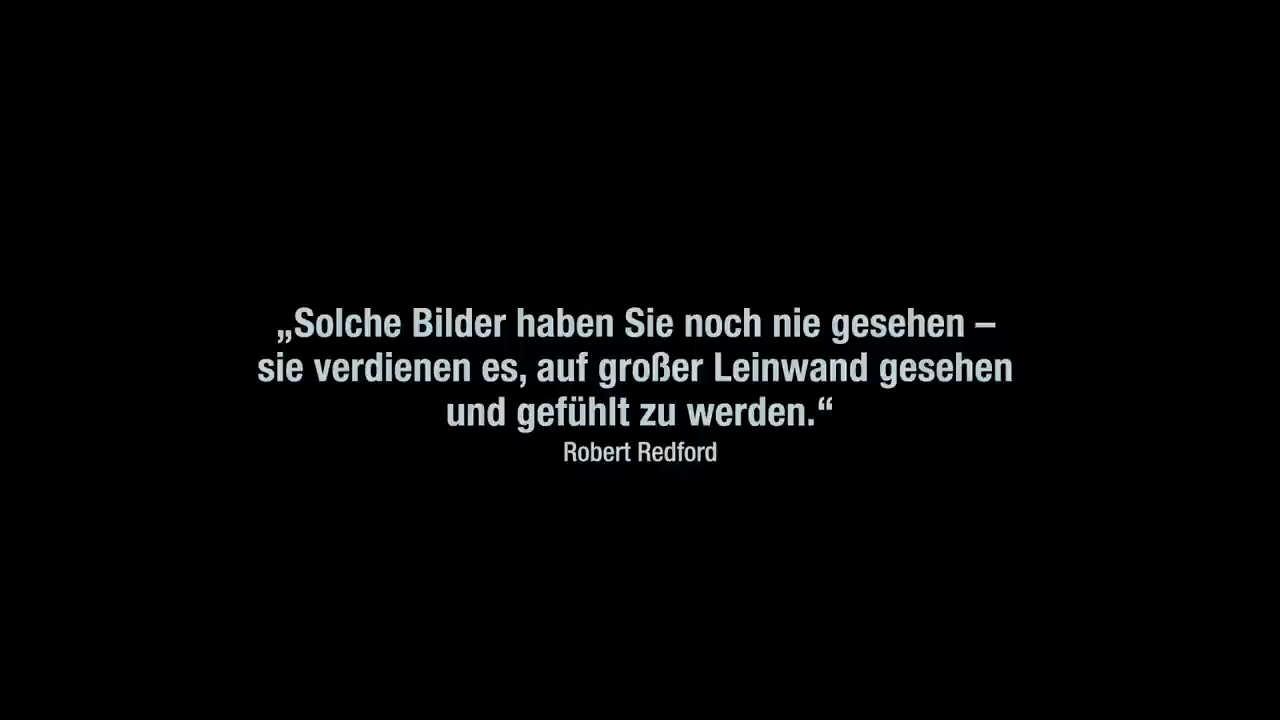 „Solche Bilder haben Sie noch nie gesehen –
sie verdienen es, auf großer Leinwand gesehen
und gefühlt zu werden.“
Robert Redford